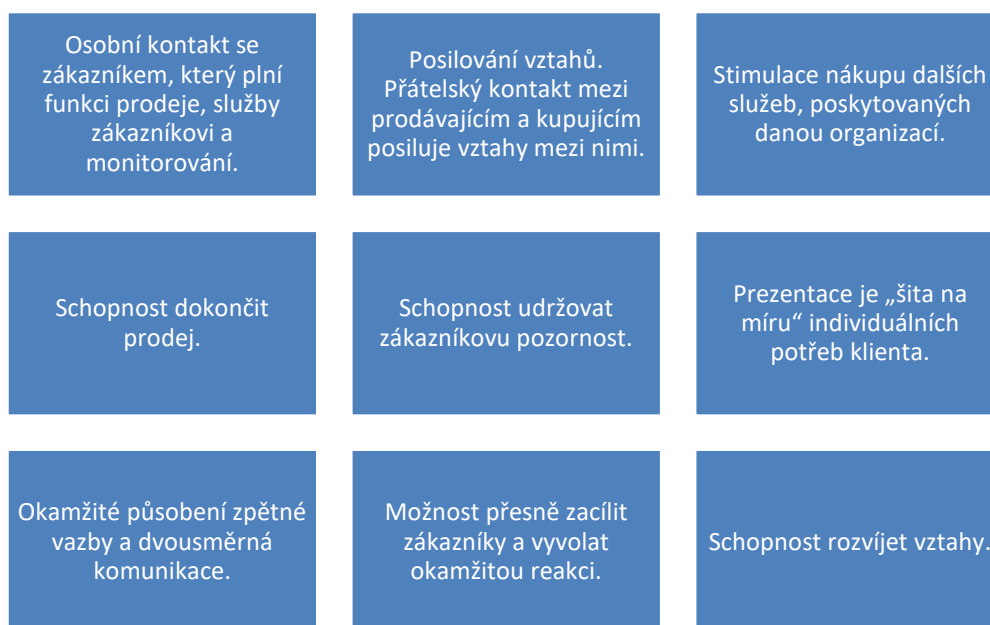 Osobní kontakt se
zákazníkem, který plní
funkci prodeje, služby
zákazníkovi a
monitorování.
Posilování vztahů.
Přátelský kontakt mezi
prodávajícím a kupujícím
posiluje vztahy mezi nimi.
Stimulace nákupu dalších
služeb, poskytovaných
danou organizací.
Schopnost dokončit
prodej.
Schopnost udržovat
zákazníkovu pozornost.
Prezentace je „šita na
míru“ individuálních
potřeb klienta.
Okamžité působení zpětné
vazby a dvousměrná
komunikace.
Možnost přesně zacílit
zákazníky a vyvolat
okamžitou reakci.
Schopnost rozvíjet vztahy.